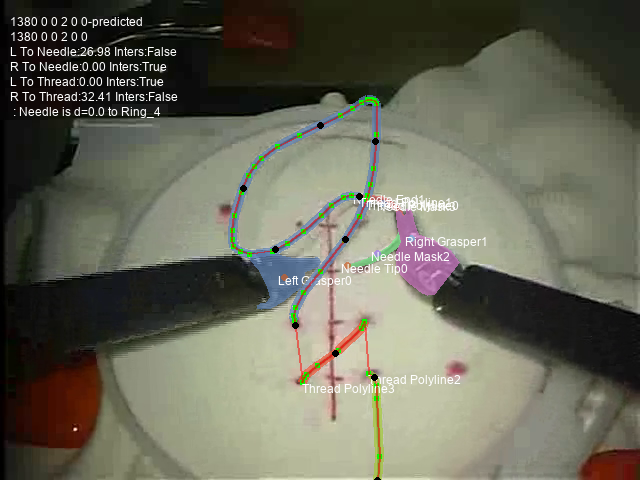 1380 0 0 2 0 0-predicted
1380 0 0 2 0 0
L To Needle:26.98 Inters:False
R To Needle:0.00 Inters:True
L To Thread:0.00 Inters:True
R To Thread:32.41 Inters:False
: Needle is d=0.0 to Ring_4
Right Grasper1
Needle Mask2
Needle Tip0
Left Grasper0
Thread Polyline2
Thread Polyline3